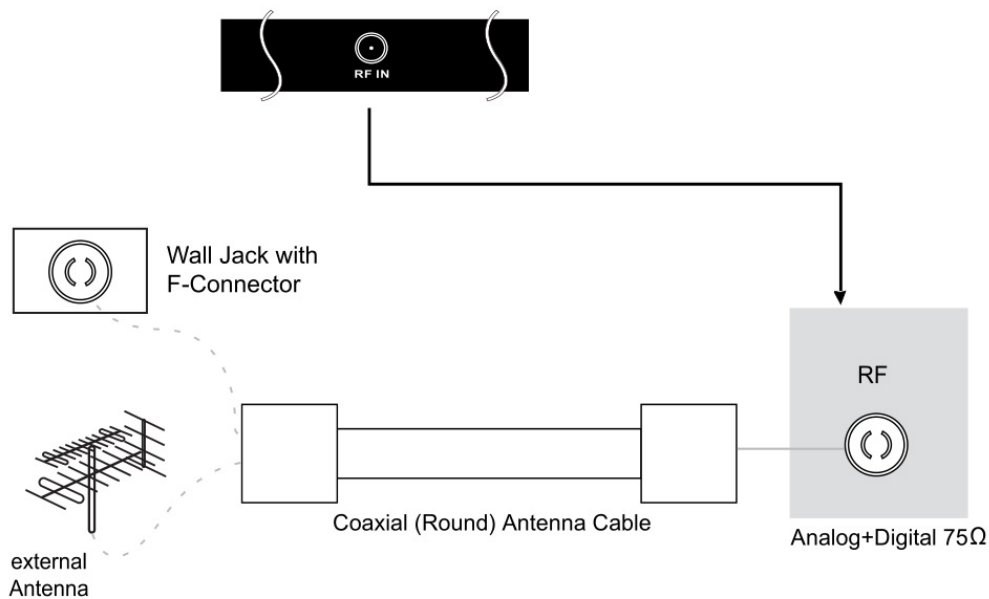 RF IN
Wall Jack with
F-Connector
RF
Coaxial (Round) Antenna Cable
Analog+Digital 75Ω
external
Antenna